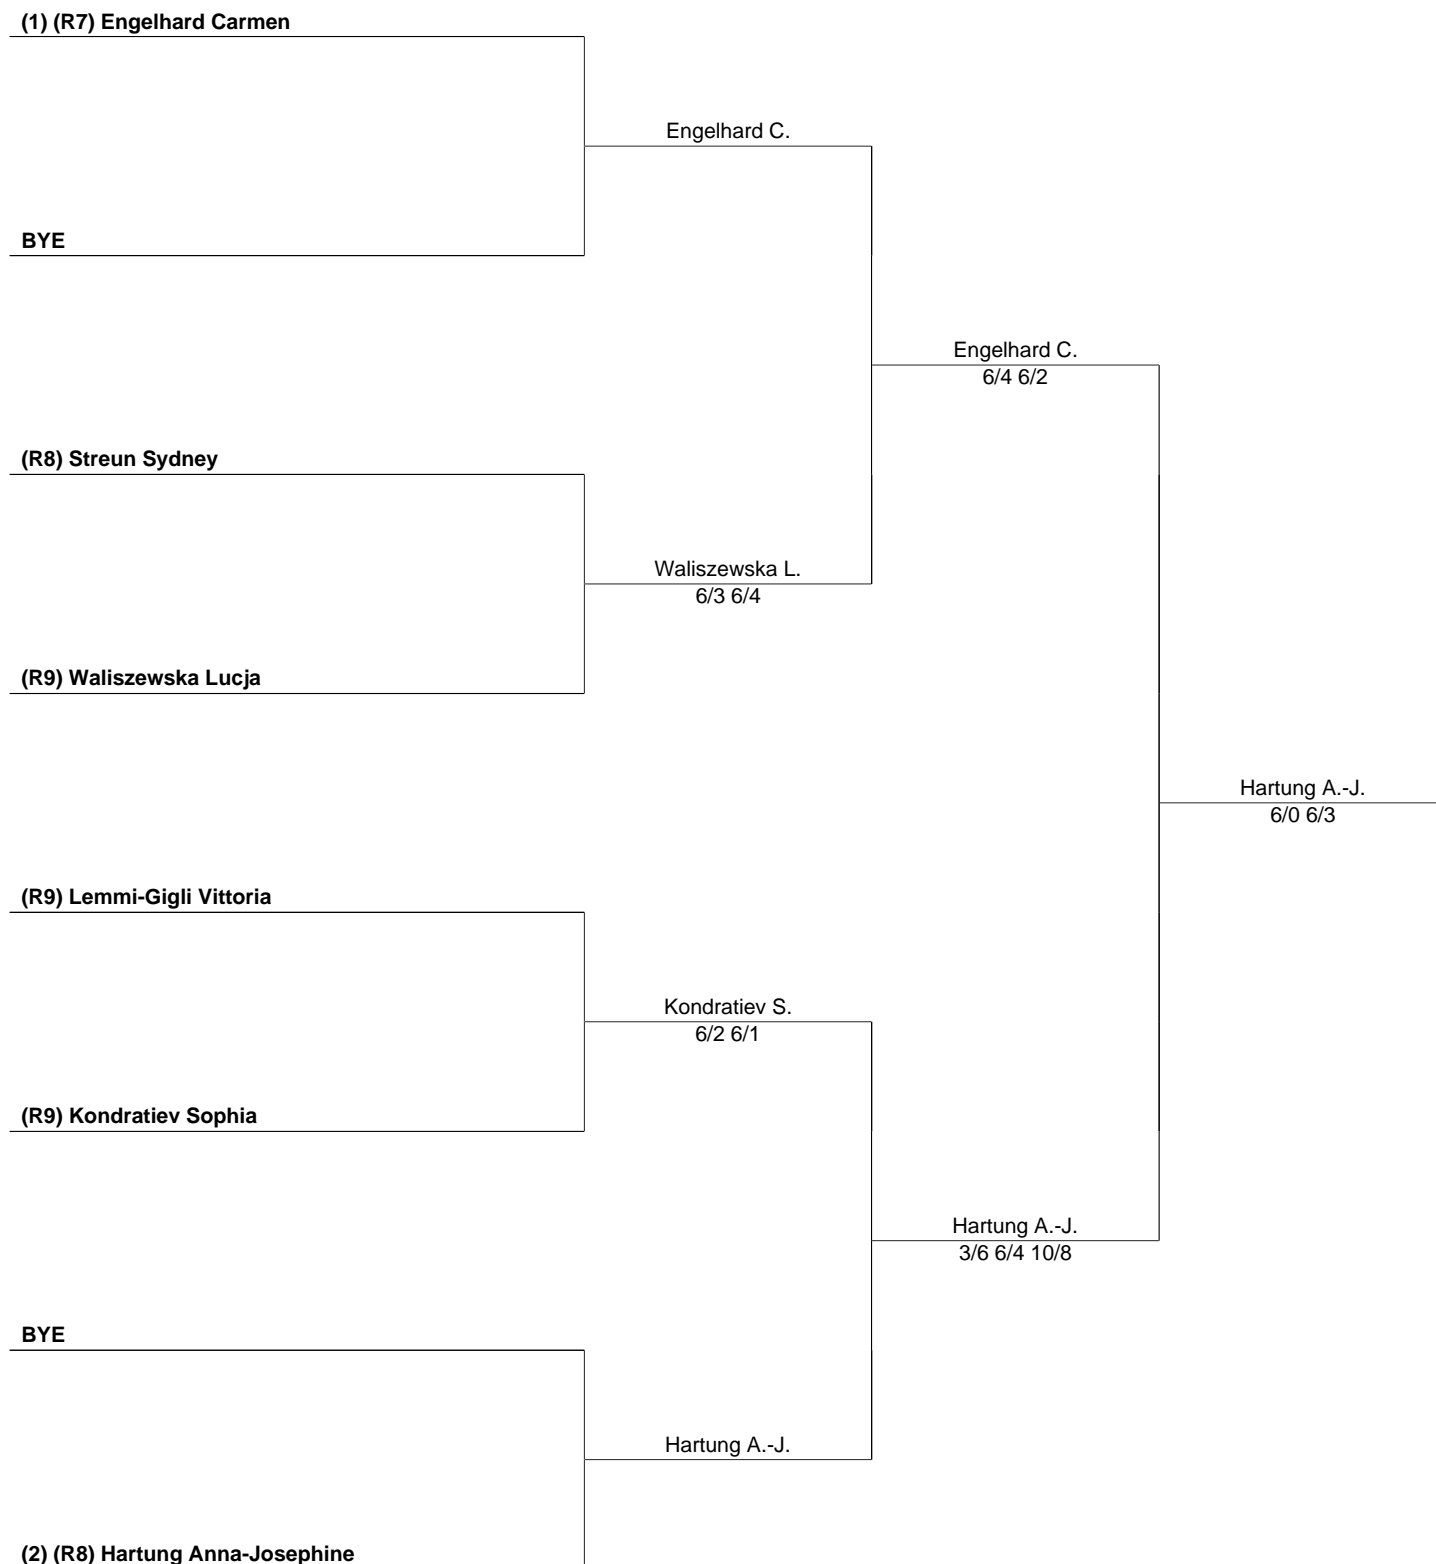 (1) (R7) Engelhard Carmen
Engelhard C.
BYE
Engelhard C.
6/4 6/2
(R8) Streun Sydney
Waliszewska L.
6/3 6/4
(R9) Waliszewska Lucja
Hartung A.-J.
6/0 6/3
(R9) Lemmi-Gigli Vittoria
Kondratiev S.
6/2 6/1
(R9) Kondratiev Sophia
Hartung A.-J.
3/6 6/4 10/8
BYE
Hartung A.-J.
(2) (R8) Hartung Anna-Josephine